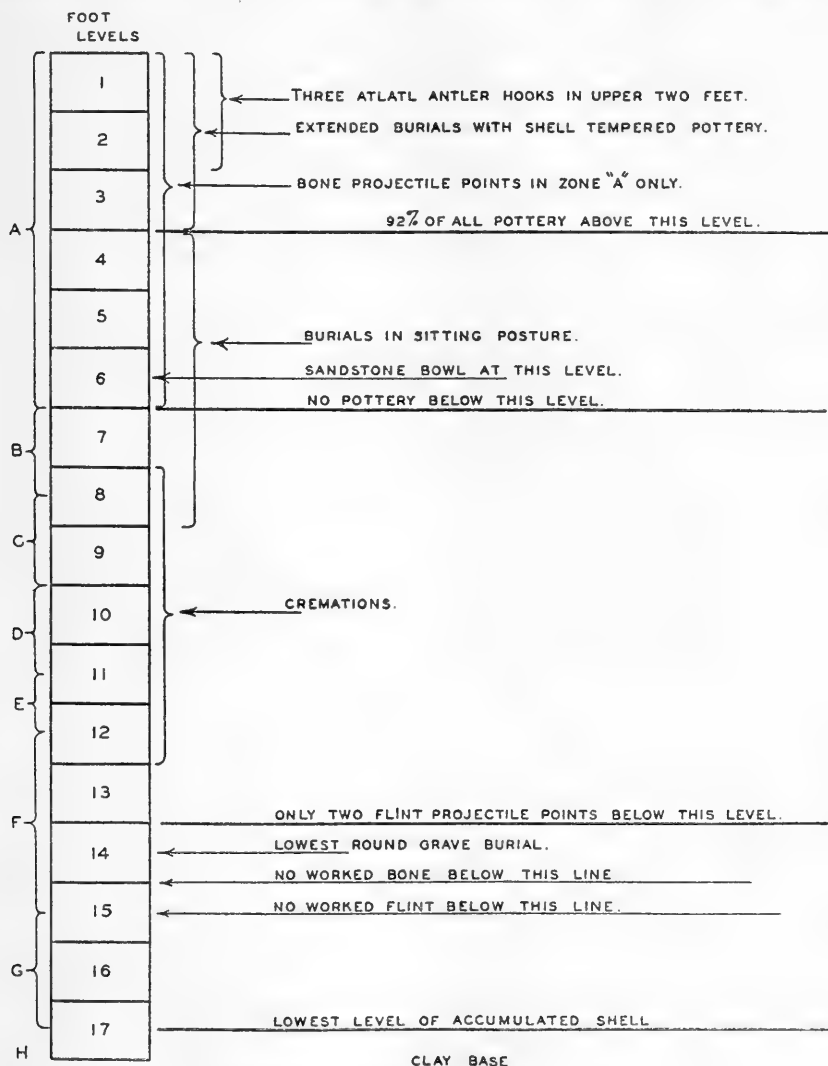 FOOT
LEVELS
1
THREE ATLATL ANTLER HOOKS IN UPPER TWO FEET.
EXTENDED BURIALS WITH SHELL TEMPERED POTTERY.
2
BONE PROJECTILE POINTS IN ZONE "A" ONLY.
3
92% OF ALL POTTERY ABOVE THIS LEVEL.
A
4
5
BURIALS IN SITTING POSTURE.
SANDSTONE BOWL AT THIS LEVEL.
6
NO POTTERY BELOW THIS LEVEL.
7
B
8
C
9
CREMATIONS.
10
D
11
E
12
13
ONLY TWO FLINT PROJECTILE POINTS BELOW THIS LEVEL.
F
LOWEST ROUND GRAVE BURIAL.
14
NO WORKED BONE BELOW THIS LINE
NO WORKED FLINT BELOW THIS LINE.
15
G
16
LOWEST LEVEL OF ACCUMULATED SHELL
17
H
CLAY BASE